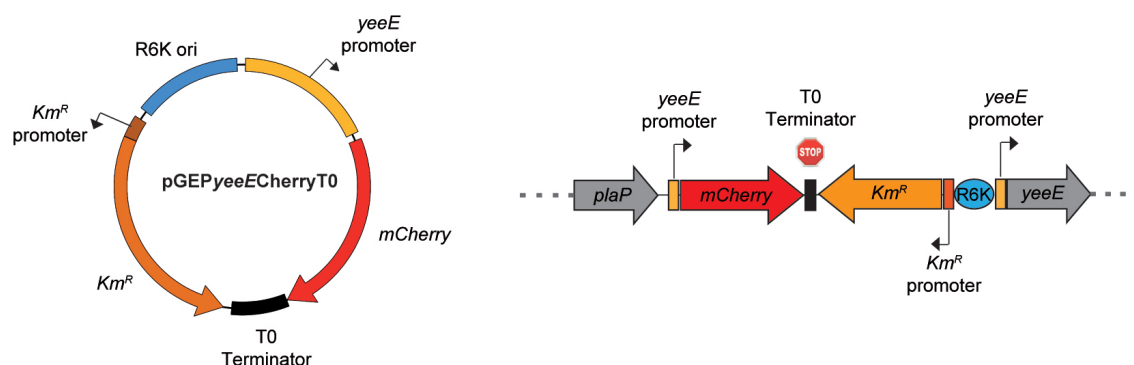 R6K ori
yeeE
promoter
KmR
promoter
pGEPyeeECherryT0
mCherry
KmR
T0
Terminator
yeeE
promoter
T0
Terminator
yeeE
promoter
STOP
plaP
mCherry
KmR
R6K
yeeE
KmR
promoter